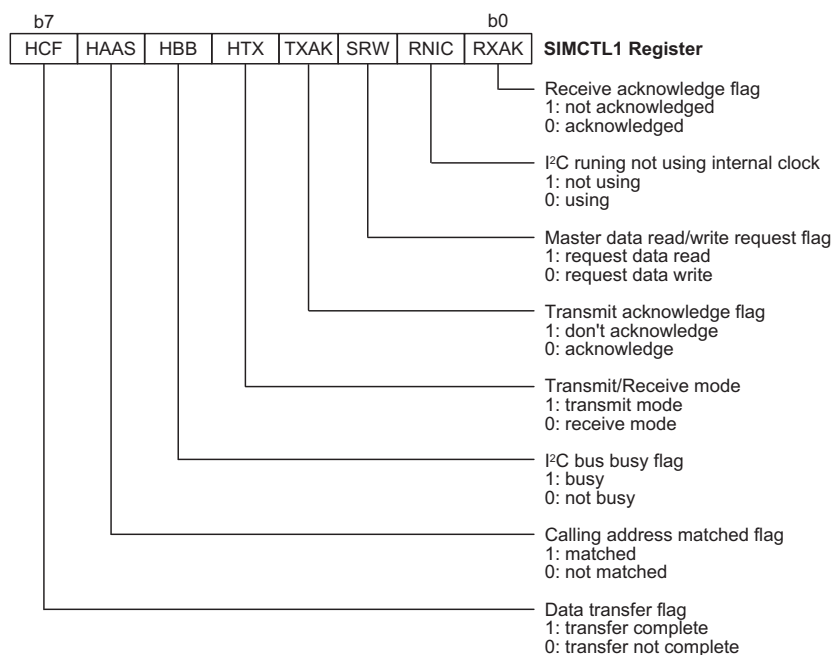 b7 b0
HCF HAAS HBB HTX TXAK SRW RNIC RXAK SIMCTL1 Register
Receive acknowledge flag
1: not acknowledged
0: acknowledged
I²C runing not using internal clock
1: not using
0: using
Master data read/write request flag
1: request data read
0: request data write
Transmit acknowledge flag
1: don't acknowledge
0: acknowledge
Transmit/Receive mode
1: transmit mode
0: receive mode
I²C bus busy flag
1: busy
0: not busy
Calling address matched flag
1: matched
0: not matched
Data transfer flag
1: transfer complete
0: transfer not complete